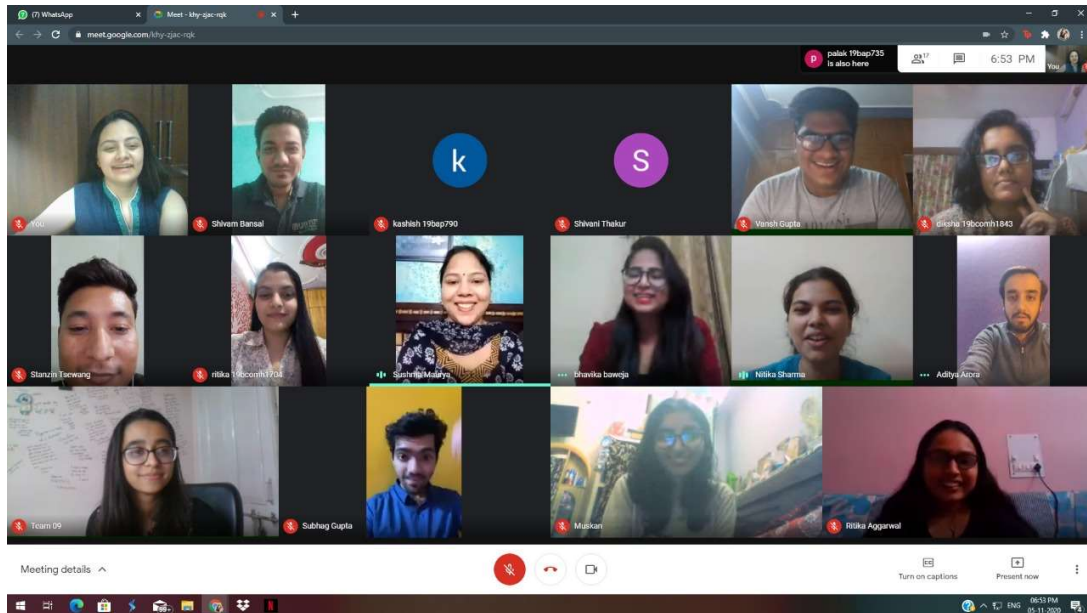 (7) WhatsApp
Meet - khy-zjac-rqk
meet.google.com/khy-zjac-rqk
p
palak 19bap735
is also here
17
6:53 PM
You
You
Shivam Bansal
k
kashish 19bap790
S
Shivani Thakur
Vansh Gupta
diksha 19bcomh1843
Stanzin Tsewang
ritika 19bcomh1704
Sushma Maurya
bhavika baweja
Nitika Sharma
Aditya Arora
Team 09
Subhag Gupta
Muskan
Ritika Aggarwal
Meeting details
CC
Turn on captions
Present now
99+
N
ENG
06:53 PM
05-11-2020